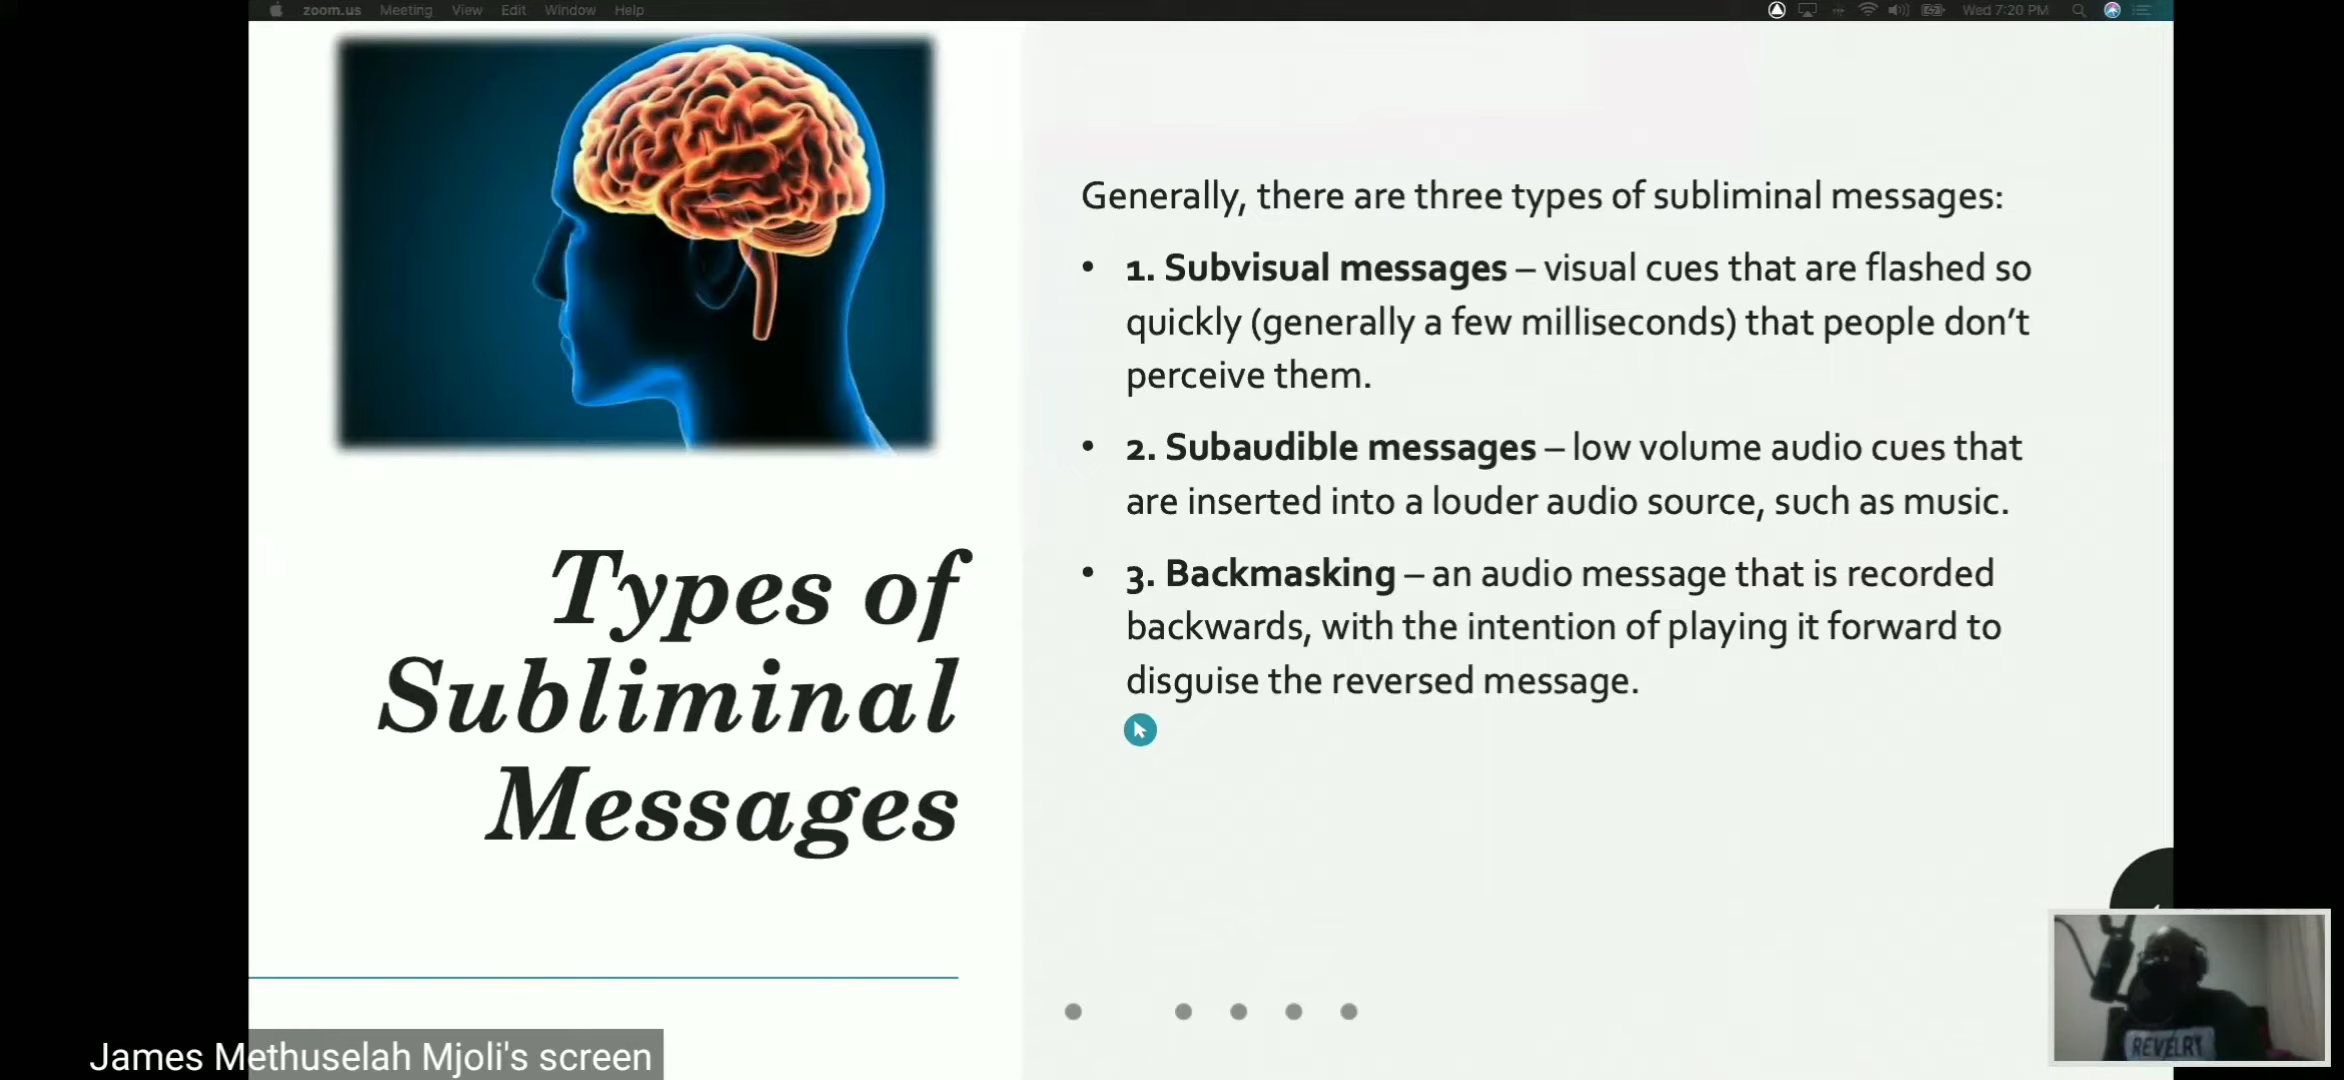 zoom.us Meeting View Edit Window Help Wed 7:20 PM
Types of
Subliminal
Messages
Generally, there are three types of subliminal messages:
• 1. Subvisual messages – visual cues that are flashed so
quickly (generally a few milliseconds) that people don’t
perceive them.
• 2. Subaudible messages – low volume audio cues that
are inserted into a louder audio source, such as music.
• 3. Backmasking – an audio message that is recorded
backwards, with the intention of playing it forward to
disguise the reversed message.
James Methuselah Mjoli's screen
REVELRY